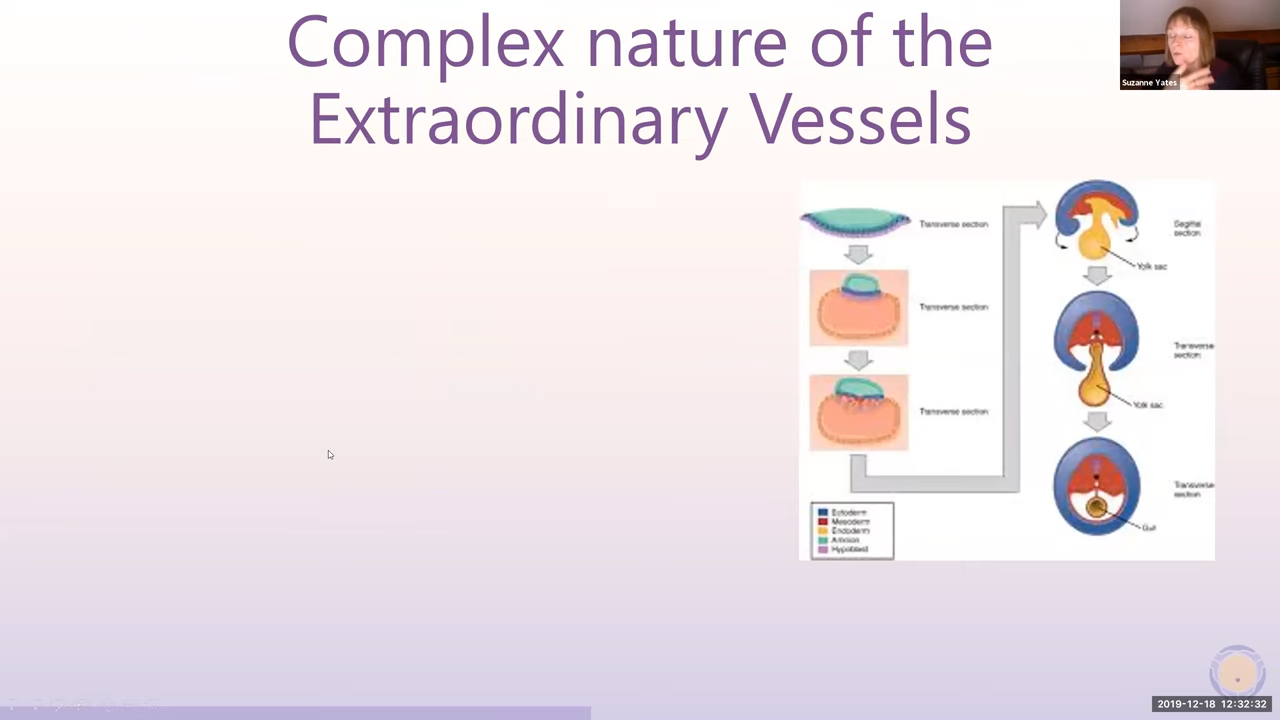 Complex nature of the
Extraordinary Vessels
Suzanne Yates
Transverse section
Transverse section
Transverse section
Sagittal
section
Yolk sac
Transverse
section
Yolk sac
Transverse
section
Gut
Ectoderm
Mesoderm
Endoderm
Amnion
Hypoblast
2019-12-18 12:32:32